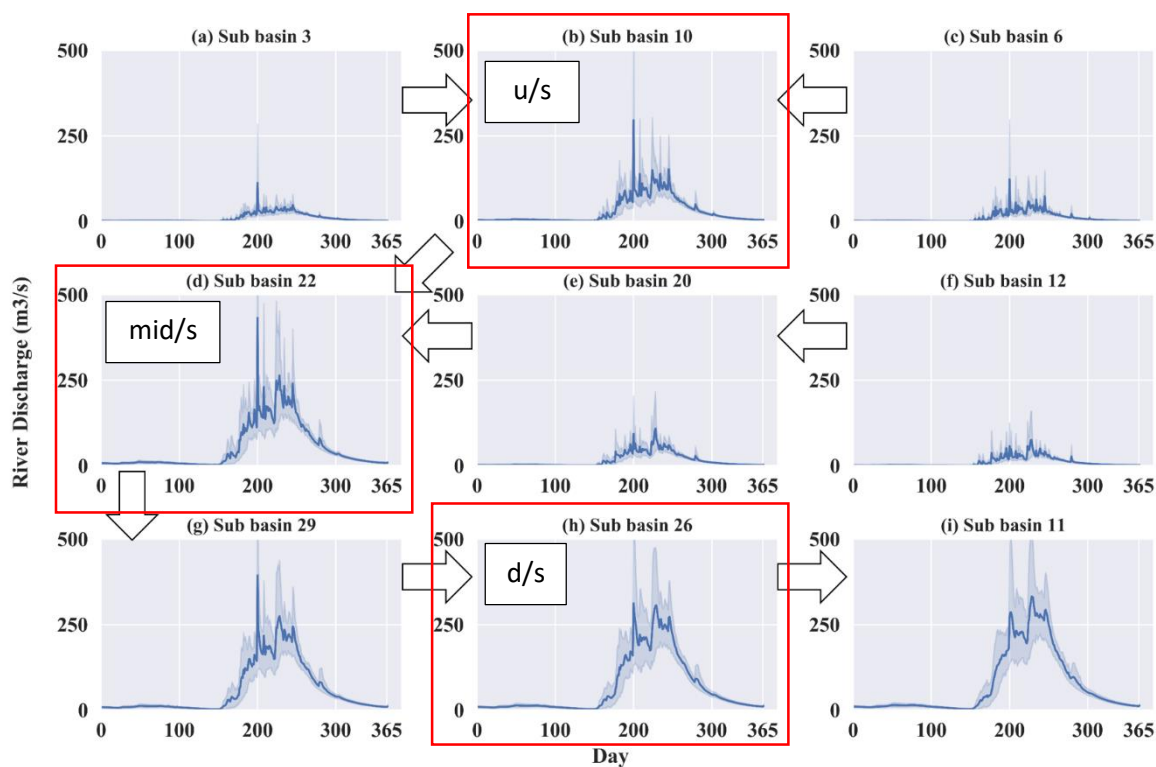 (a) Sub basin 3
(b) Sub basin 10
(c) Sub basin 6
500
250
0
0 100 200 300 365
500
250
0
u/s
0 100 200 300 365
500
250
0
0 100 200 300 365
(d) Sub basin 22
(e) Sub basin 20
(f) Sub basin 12
River Discharge (m3/s)
500
250
0
mid/s
0 100 200 300 365
500
250
0
0 100 200 300 365
500
250
0
0 100 200 300 365
(g) Sub basin 29
(h) Sub basin 26
(i) Sub basin 11
500
250
0
0 100 200 300 365
500
250
0
d/s
0 100 200 300 365
500
250
0
0 100 200 300 365
Day